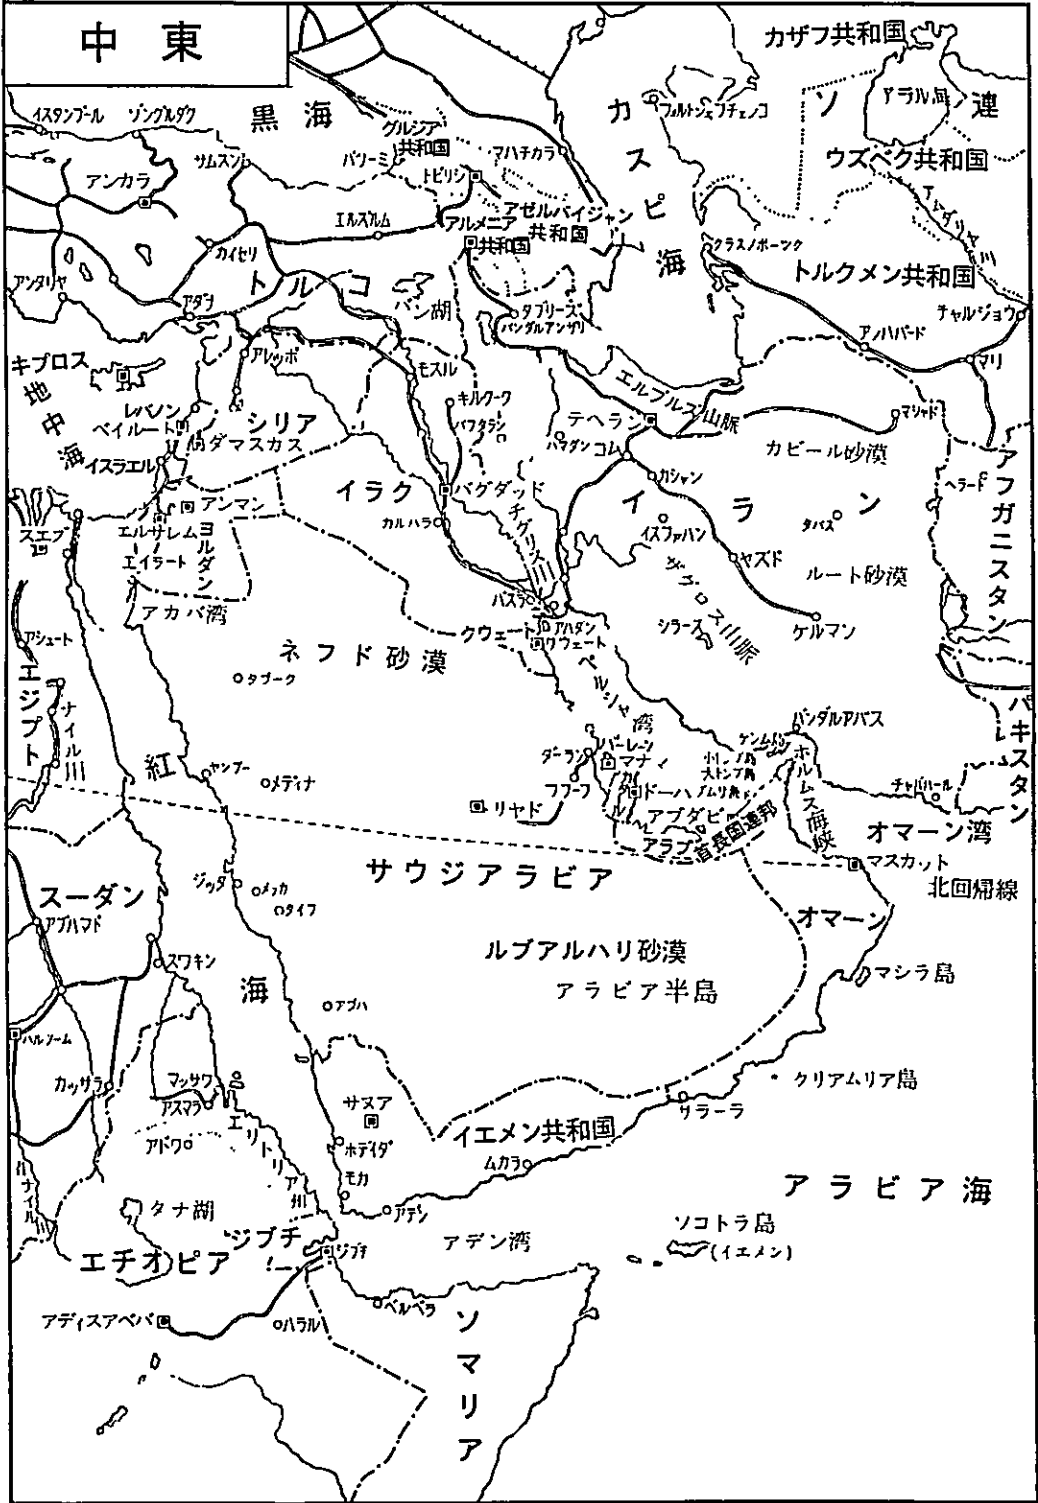 中東
カザフ共和国
アラル海
ソ連
イスタンブール
ゾングルダク
黒海
グルジア
共和国
カスピ海
サムスン
バツーミ
マハチカラ
ウズベク共和国
アンカラ
トビリシ
アゼルバイジャン
共和国
アムダリヤ川
エルズルム
アルメニア
共和国
カイセリ
トルクメン共和国
アンタリヤ
トルコ
バン湖
タブリーズ
バンダルアンザリ
チャルジョウ
アダナ
キプロス
アレッポ
モスル
マリ
地中海
エルブルズ山脈
レバノン
ベイルート
シリア
キルクーク
バフタラン
テヘラン
マシャド
ダマスカス
ハマダン
コム
カビール砂漠
イスラエル
イラク
バグダッド
カシャン
イラン
ヘラード
アフガニスタン
アンマン
カルバラ
チグリス川
イスファハン
タバス
スエズ
エルサレム
ヨルダン
エイラート
ヤズド
ルート砂漠
アカバ湾
バスラ
アバダン
ザグロス山脈
シラーズ
ケルマン
クウェート
クウェート
アシュート
ネフド砂漠
タブーク
エジプト
ナイル川
ペルシャ湾
パキスタン
バンダルアバス
紅海
ヤンブー
メディナ
ダーラン
バーレーン
マナマ
フフーフ
カタール
ドーハ
ホルムス海峡
チャバハール
リヤド
アブダビ
アラブ首長国連邦
オマーン湾
マスカット
北回帰線
サウジアラビア
スーダン
ジッダ
メッカ
タイフ
オマーン
アブハマド
スワキン
ルブアルハリ砂漠
マシラ島
アラビア半島
アブハ
ハルツーム
カッサラ
マッサワ
アスマラ
クリアムリア島
サヌア
サラーラ
アドワ
エリトリア州
ホデイダ
イエメン共和国
ムカラ
モカ
アデン
アラビア海
タナ湖
ジブチ
ジブチ
アデン湾
ソコトラ島
(イエメン)
エチオピア
アディスアベバ
ハラル
ベルベラ
ソマリア